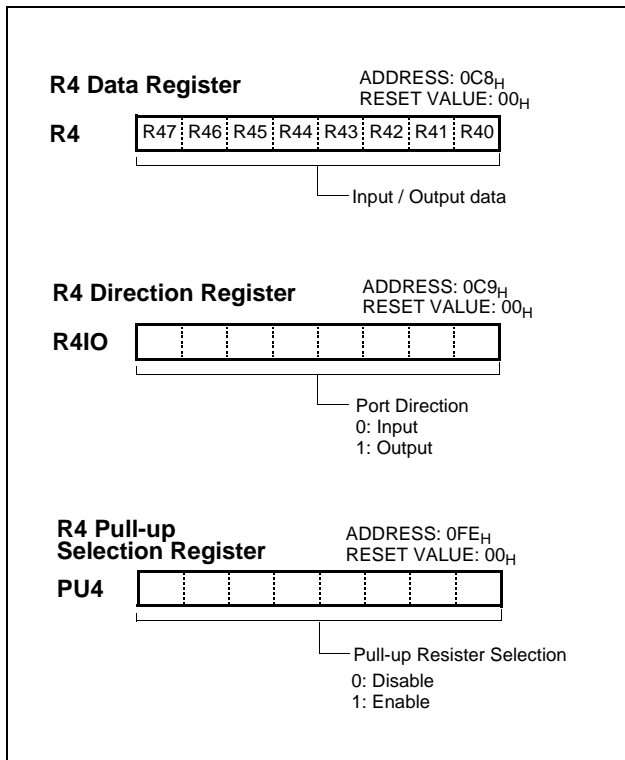 R4 Data Register
ADDRESS: 0C8H
RESET VALUE: 00H
R4
R47 R46 R45 R44 R43 R42 R41 R40
Input / Output data
R4 Direction Register
ADDRESS: 0C9H
RESET VALUE: 00H
R4IO
Port Direction
0: Input
1: Output
R4 Pull-up
Selection Register
ADDRESS: 0FEH
RESET VALUE: 00H
PU4
Pull-up Resister Selection
0: Disable
1: Enable